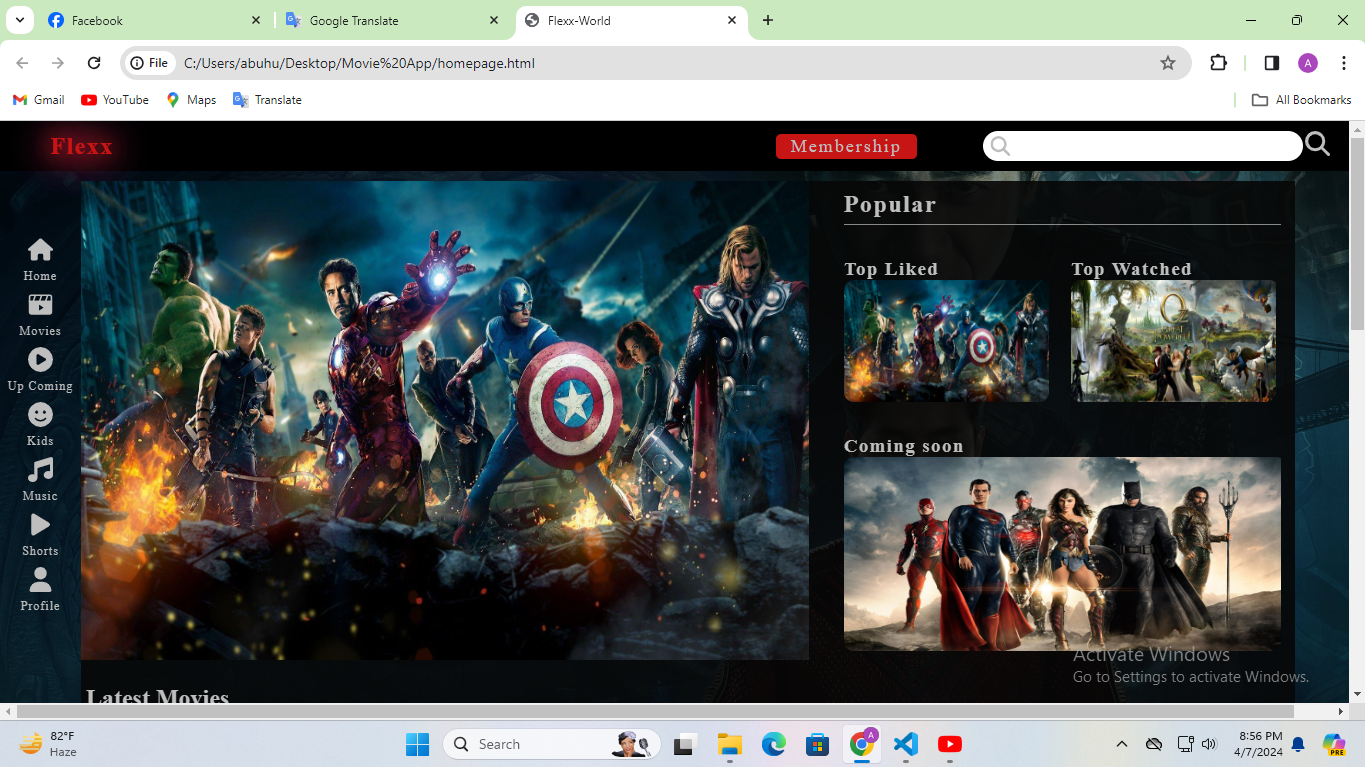 Facebook
Google Translate
Flexx-World
File
C:/Users/abuhu/Desktop/Movie%20App/homepage.html
A
Gmail
YouTube
Maps
Translate
All Bookmarks
Flexx
Membership
Home
Movies
Up Coming
Kids
Music
Shorts
Profile
Popular
Top Liked
Top Watched
Coming soon
Latest Movies
Activate Windows
Go to Settings to activate Windows.
82°F
Haze
Search
A
8:56 PM
4/7/2024
PRE